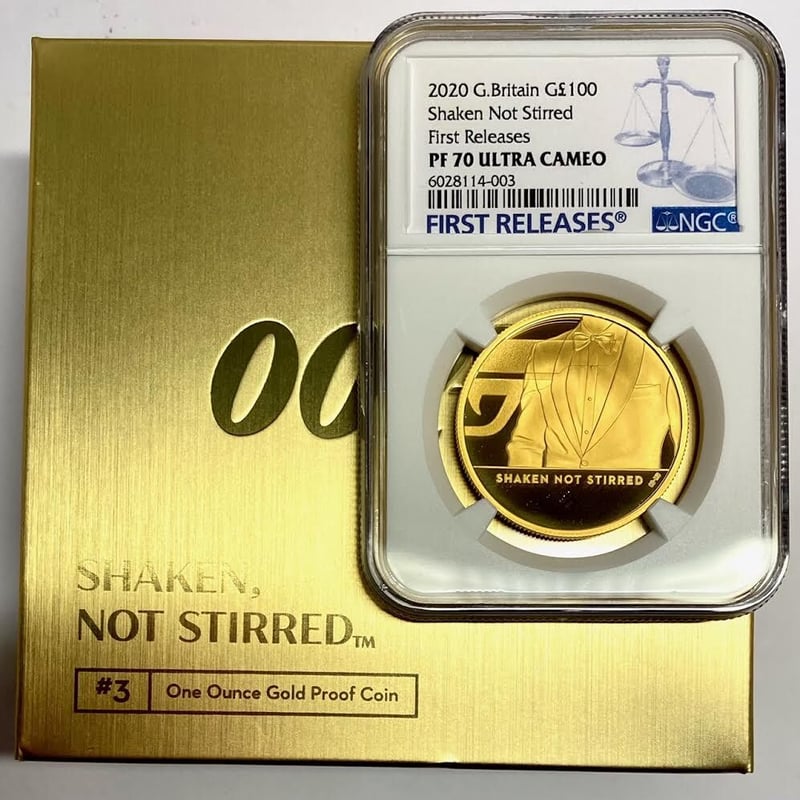 2020 G.Britain G£100
Shaken Not Stirred
First Releases
PF 70 ULTRA CAMEO
6028114-003
FIRST RELEASES®
NGC®
SHAKEN NOT STIRRED
00
SHAKEN,
NOT STIRRED™
#3 One Ounce Gold Proof Coin